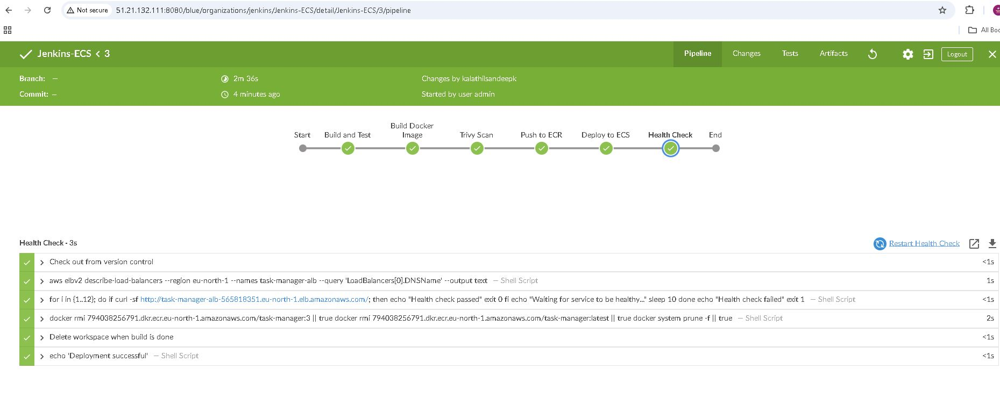 Not secure 51.21.132.111:8080/blue/organizations/jenkins/Jenkins-ECS/detail/Jenkins-ECS/3/pipeline
All Boo
Jenkins-ECS < 3 Pipeline Changes Tests Artifacts Logout
Branch: — 2m 36s Changes by kalathilsandeepk
Commit: — 4 minutes ago Started by user admin
Start Build and Test Build Docker Image Trivy Scan Push to ECR Deploy to ECS Health Check End
Health Check - 3s Restart Health Check
Check out from version control <1s
aws elbv2 describe-load-balancers --region eu-north-1 --names task-manager-alb --query 'LoadBalancers[0].DNSName' --output text — Shell Script 1s
for i in {1..12}; do if curl -sf http://task-manager-alb-565818351.eu-north-1.elb.amazonaws.com/; then echo "Health check passed" exit 0 fi echo "Waiting for service to be healthy..." sleep 10 done echo "Health check failed" exit 1 — Shell Script <1s
docker rmi 794038256791.dkr.ecr.eu-north-1.amazonaws.com/task-manager:3 || true docker rmi 794038256791.dkr.ecr.eu-north-1.amazonaws.com/task-manager:latest || true docker system prune -f || true — Shell Script 2s
Delete workspace when build is done <1s
echo 'Deployment successful' — Shell Script <1s